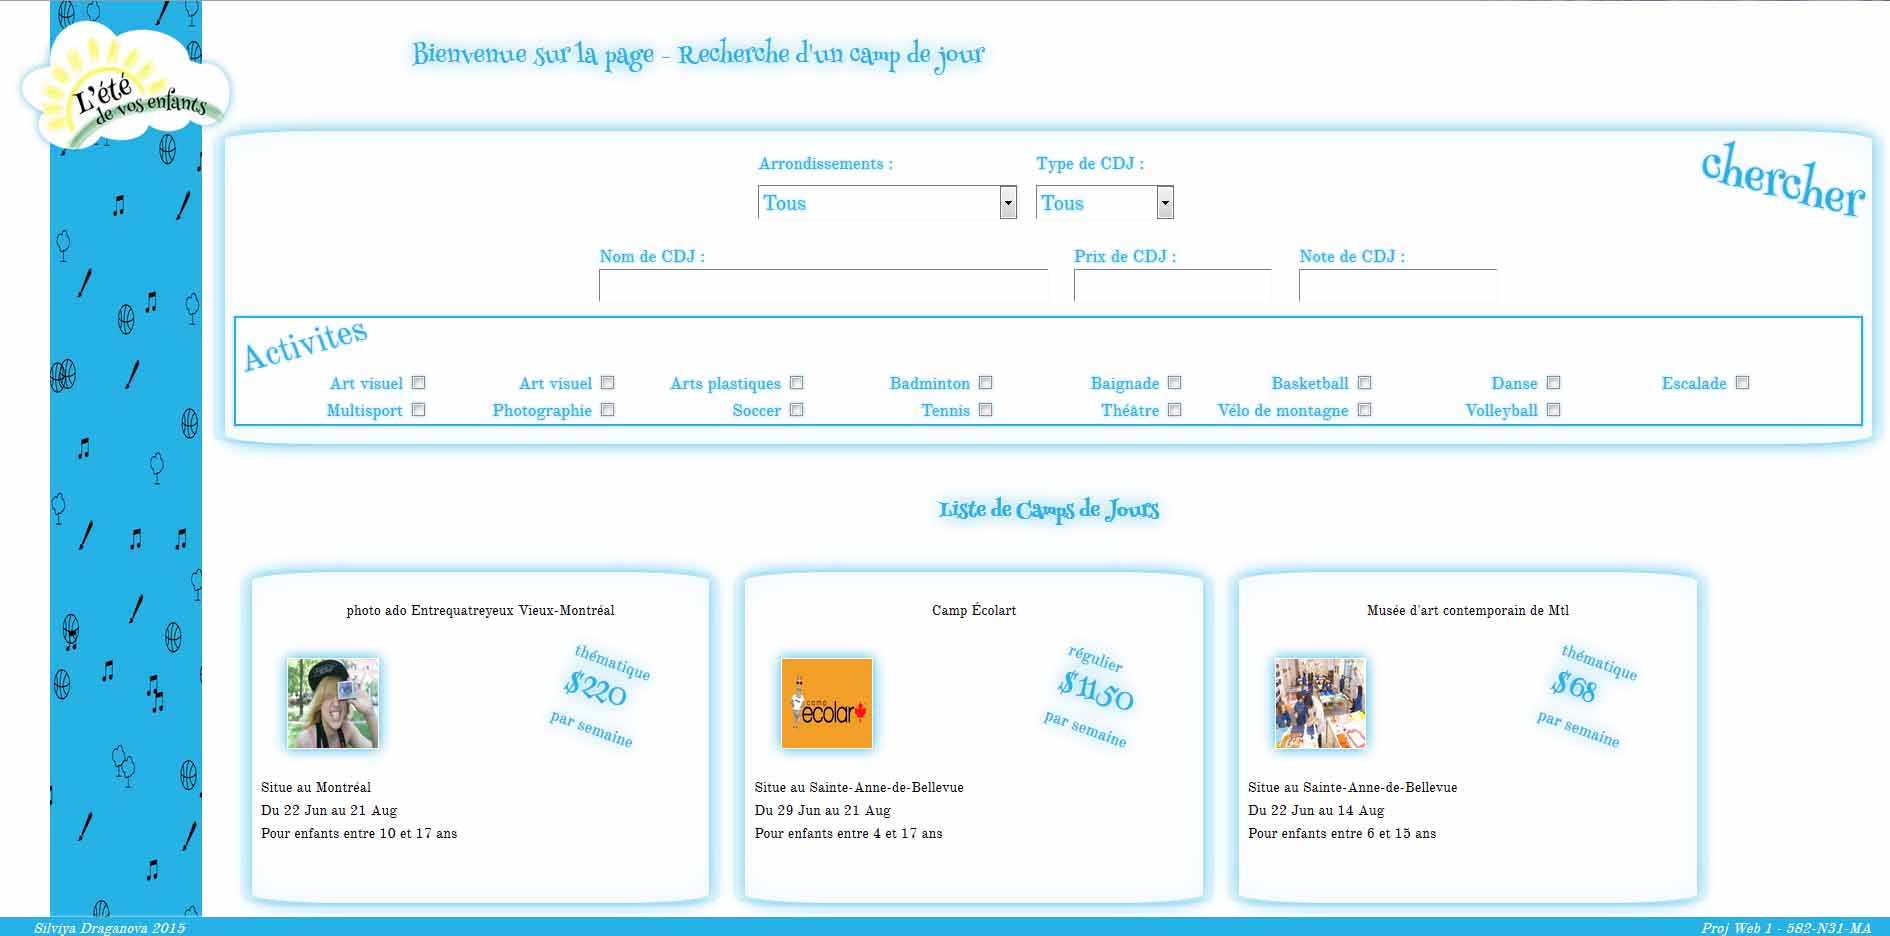 L'été
de vos enfants
Bienvenue sur la page - Recherche d'un camp de jour
chercher
Arrondissements : Type de CDJ :
Tous Tous
Nom de CDJ : Prix de CDJ : Note de CDJ :
Activites
Art visuel Art visuel Arts plastiques Badminton Baignade Basketball Danse Escalade
Multisport Photographie Soccer Tennis Théâtre Vélo de montagne Volleyball
Liste de Camps de Jours
photo ado Entrequatreyeux Vieux-Montréal
thématique
$220
par semaine
Situe au Montréal
Du 22 Jun au 21 Aug
Pour enfants entre 10 et 17 ans
Camp Écolart
camp
écolar
régulier
$1150
par semaine
Situe au Sainte-Anne-de-Bellevue
Du 29 Jun au 21 Aug
Pour enfants entre 4 et 17 ans
Musée d'art contemporain de Mtl
thématique
$68
par semaine
Situe au Sainte-Anne-de-Bellevue
Du 22 Jun au 14 Aug
Pour enfants entre 6 et 15 ans
Silviya Draganova 2015
Proj Web 1 - 582-N31-MA